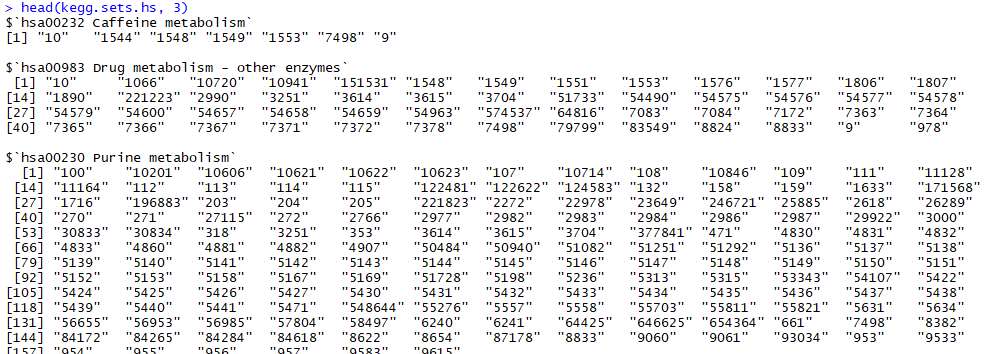 > head(kegg.sets.hs, 3)
$`hsa00232 Caffeine metabolism`
[1] "10" "1544" "1548" "1549" "1553" "7498" "9"
$`hsa00983 Drug metabolism - other enzymes`
[1] "10" "1066" "10720" "10941" "151531" "1548" "1549" "1551" "1553" "1576" "1577" "1806" "1807"
[14] "1890" "221223" "2990" "3251" "3614" "3615" "3704" "51733" "54490" "54575" "54576" "54577" "54578"
[27] "54579" "54600" "54657" "54658" "54659" "54963" "574537" "64816" "7083" "7084" "7172" "7363" "7364"
[40] "7365" "7366" "7367" "7371" "7372" "7378" "7498" "79799" "83549" "8824" "8833" "9" "978"
$`hsa00230 Purine metabolism`
[1] "100" "10201" "10606" "10621" "10622" "10623" "107" "10714" "108" "10846" "109" "111" "11128"
[14] "11164" "112" "113" "114" "115" "122481" "122622" "124583" "132" "158" "159" "1633" "171568"
[27] "1716" "196883" "203" "204" "205" "221823" "2272" "22978" "23649" "246721" "25885" "2618" "26289"
[40] "270" "271" "27115" "272" "2766" "2977" "2982" "2983" "2984" "2986" "2987" "29922" "3000"
[53] "30833" "30834" "318" "3251" "353" "3614" "3615" "3704" "377841" "471" "4830" "4831" "4832"
[66] "4833" "4860" "4881" "4882" "4907" "50484" "50940" "51082" "51251" "51292" "5136" "5137" "5138"
[79] "5139" "5140" "5141" "5142" "5143" "5144" "5145" "5146" "5147" "5148" "5149" "5150" "5151"
[92] "5152" "5153" "5158" "5167" "5169" "51728" "5198" "5236" "5313" "5315" "53343" "54107" "5422"
[105] "5424" "5425" "5426" "5427" "5430" "5431" "5432" "5433" "5434" "5435" "5436" "5437" "5438"
[118] "5439" "5440" "5441" "5471" "548644" "55276" "5557" "5558" "55703" "55811" "55821" "5631" "5634"
[131] "56655" "56953" "56985" "57804" "58497" "6240" "6241" "64425" "646625" "654364" "661" "7498" "8382"
[144] "84172" "84265" "84284" "84618" "8622" "8654" "87178" "8833" "9060" "9061" "93034" "953" "9533"
[157] "954" "955" "956" "957" "9583" "9615"